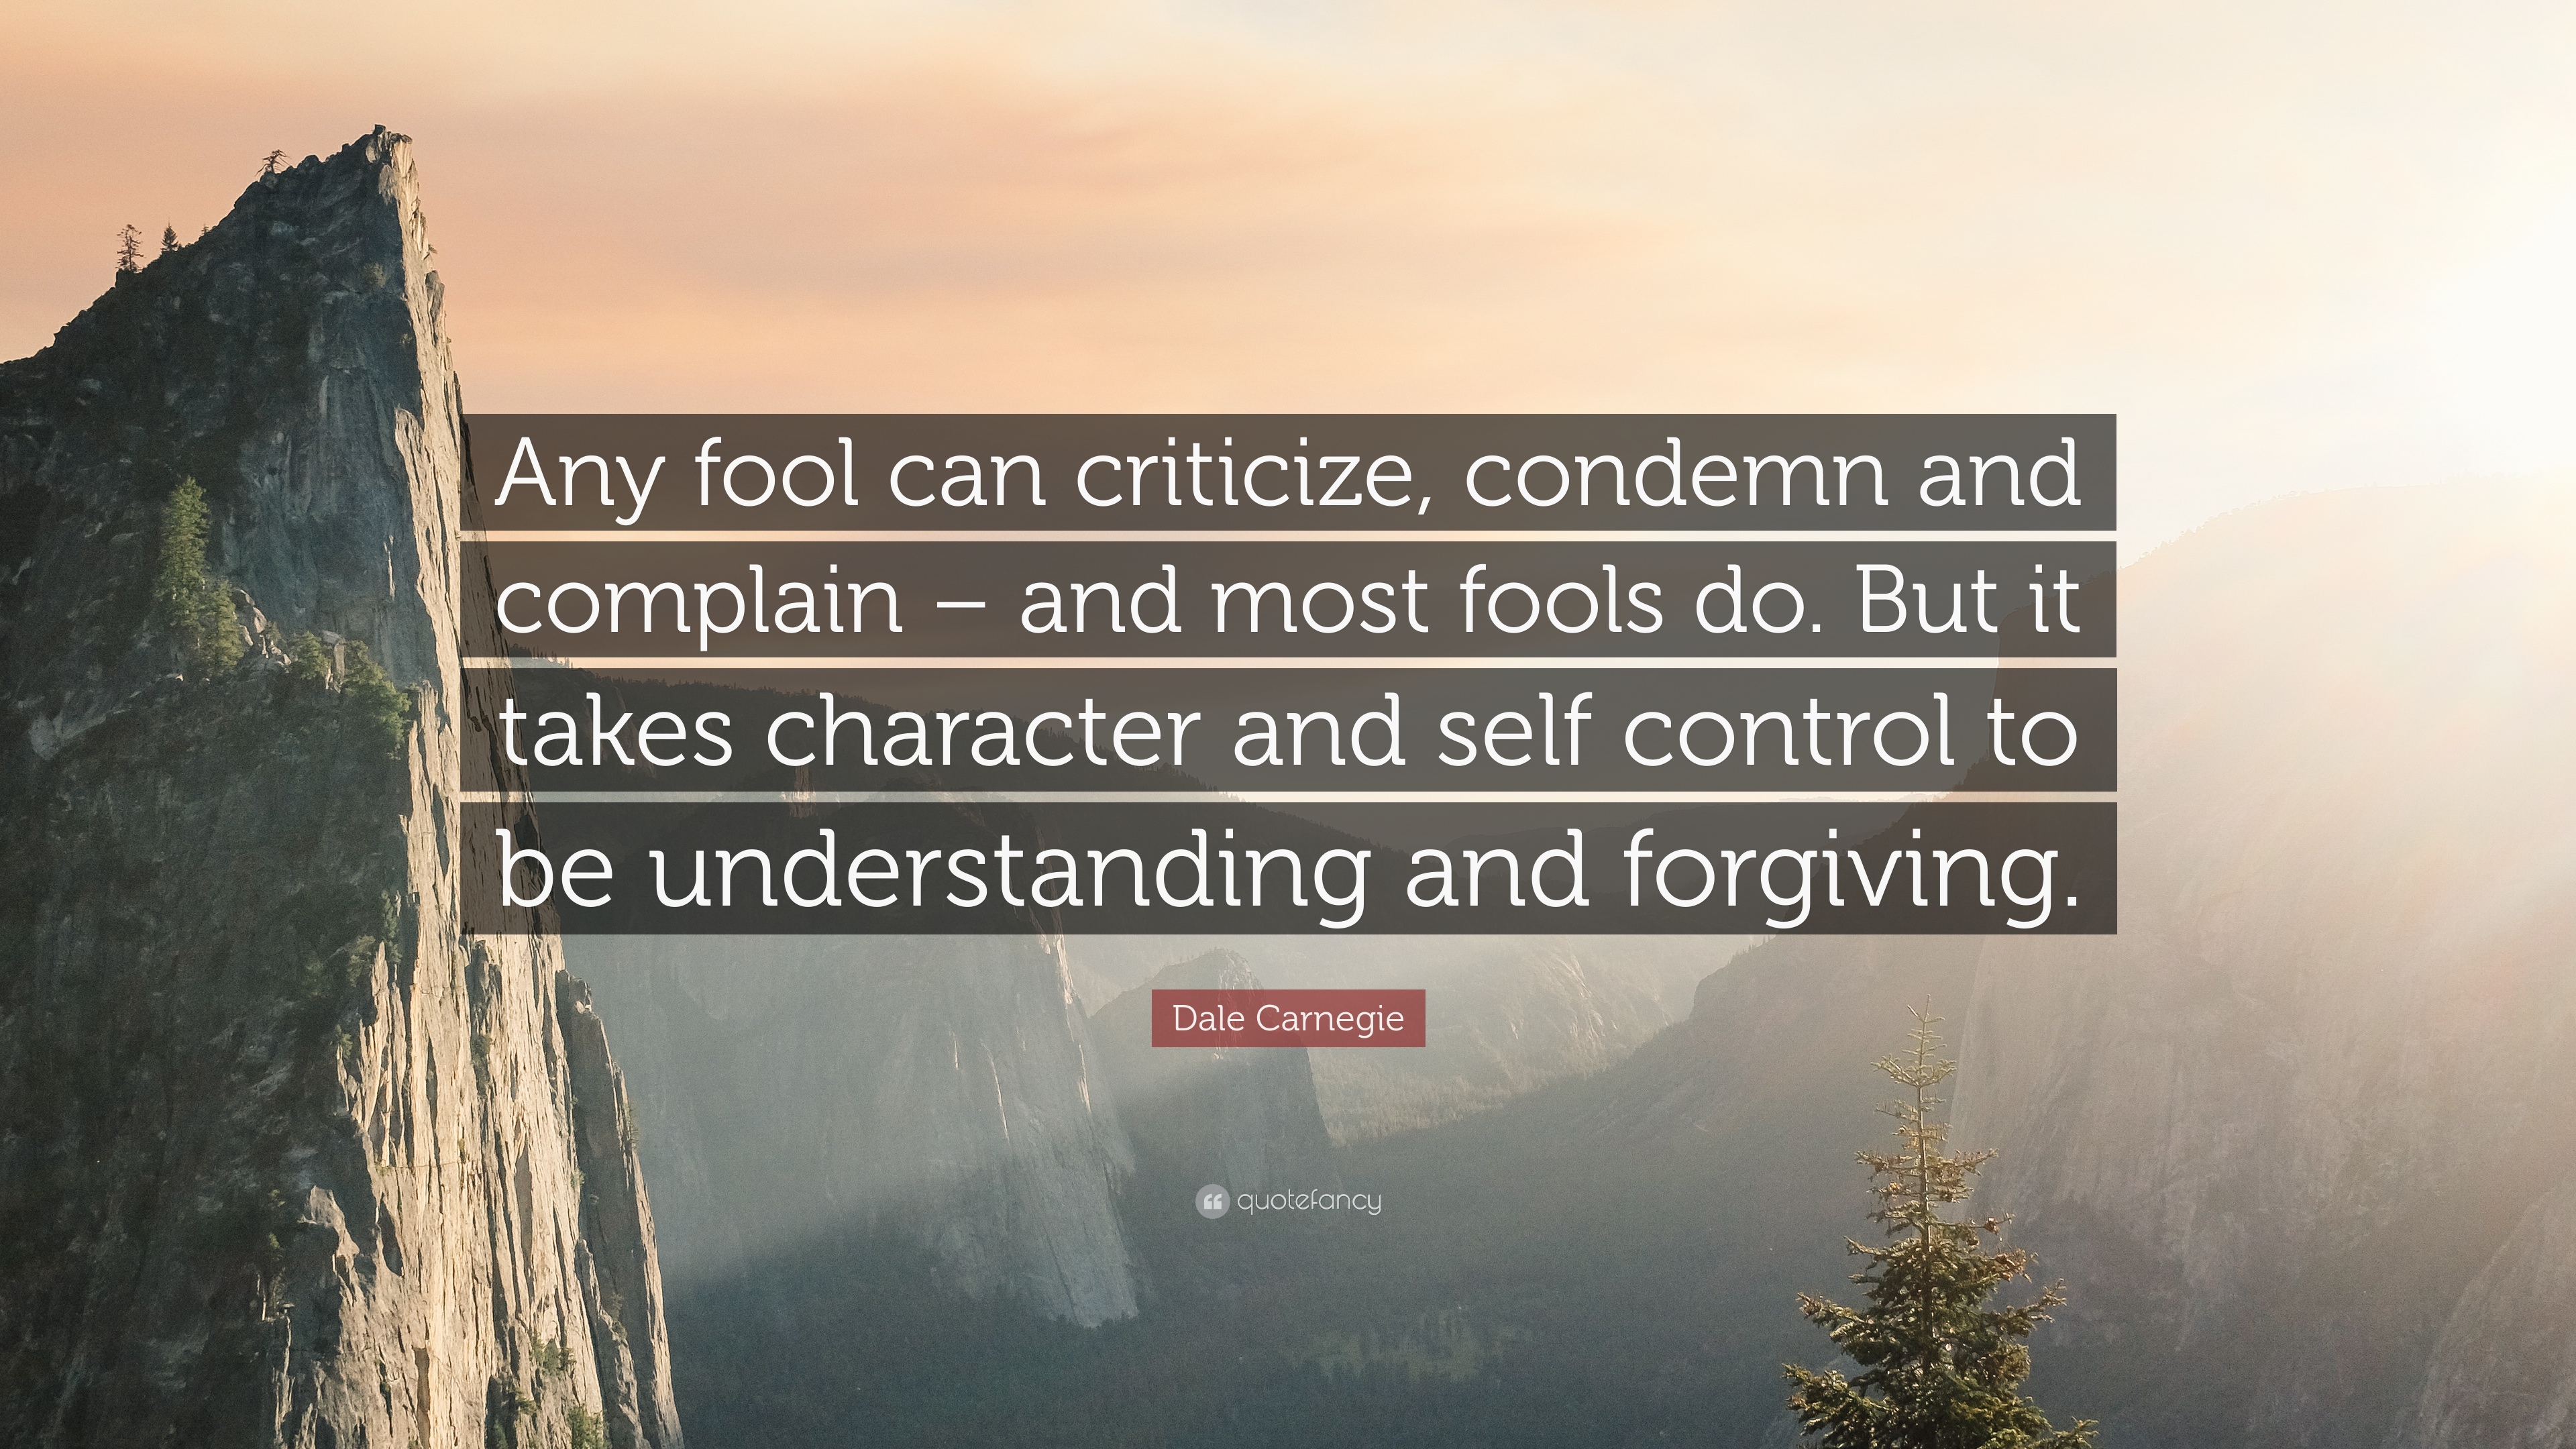 Any fool can criticize, condemn and
complain – and most fools do. But it
takes character and self control to
be understanding and forgiving.
Dale Carnegie
quotefancy